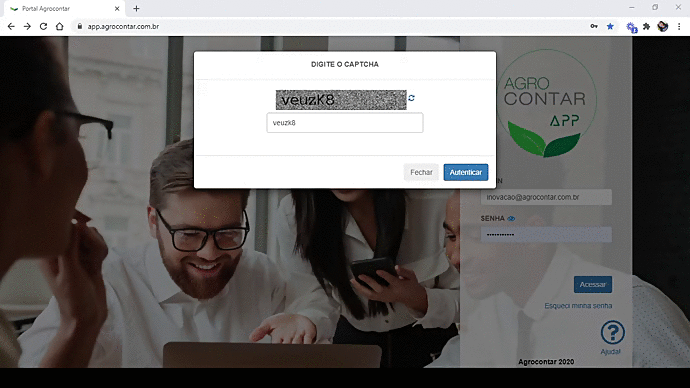 Portal Agrocontar
app.agrocontar.com.br
DIGITE O CAPTCHA
veuzK8
veuzk8
Fechar
Autenticar
AGRO
CONTAR
APP
inovacao@agrocontar.com.br
SENHA
Acessar
Esqueci minha senha
?
Ajuda!
Agrocontar 2020